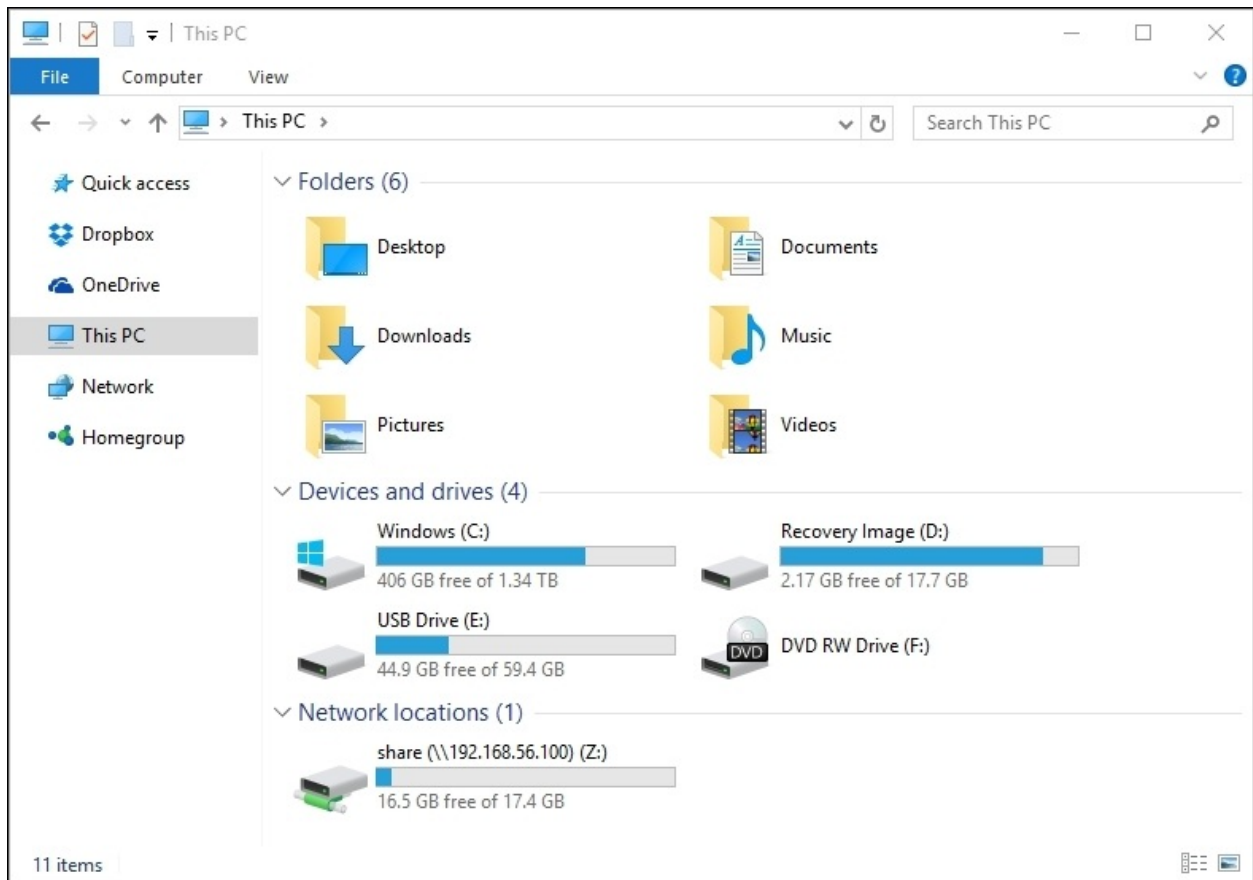 This PC
File Computer View
?
This PC
Search This PC
Quick access
Dropbox
OneDrive
This PC
Network
Homegroup
Folders (6)
Desktop
Documents
Downloads
Music
Pictures
Videos
Devices and drives (4)
Windows (C:)
406 GB free of 1.34 TB
Recovery Image (D:)
2.17 GB free of 17.7 GB
USB Drive (E:)
44.9 GB free of 59.4 GB
DVD
DVD RW Drive (F:)
Network locations (1)
share (\\192.168.56.100) (Z:)
16.5 GB free of 17.4 GB
11 items